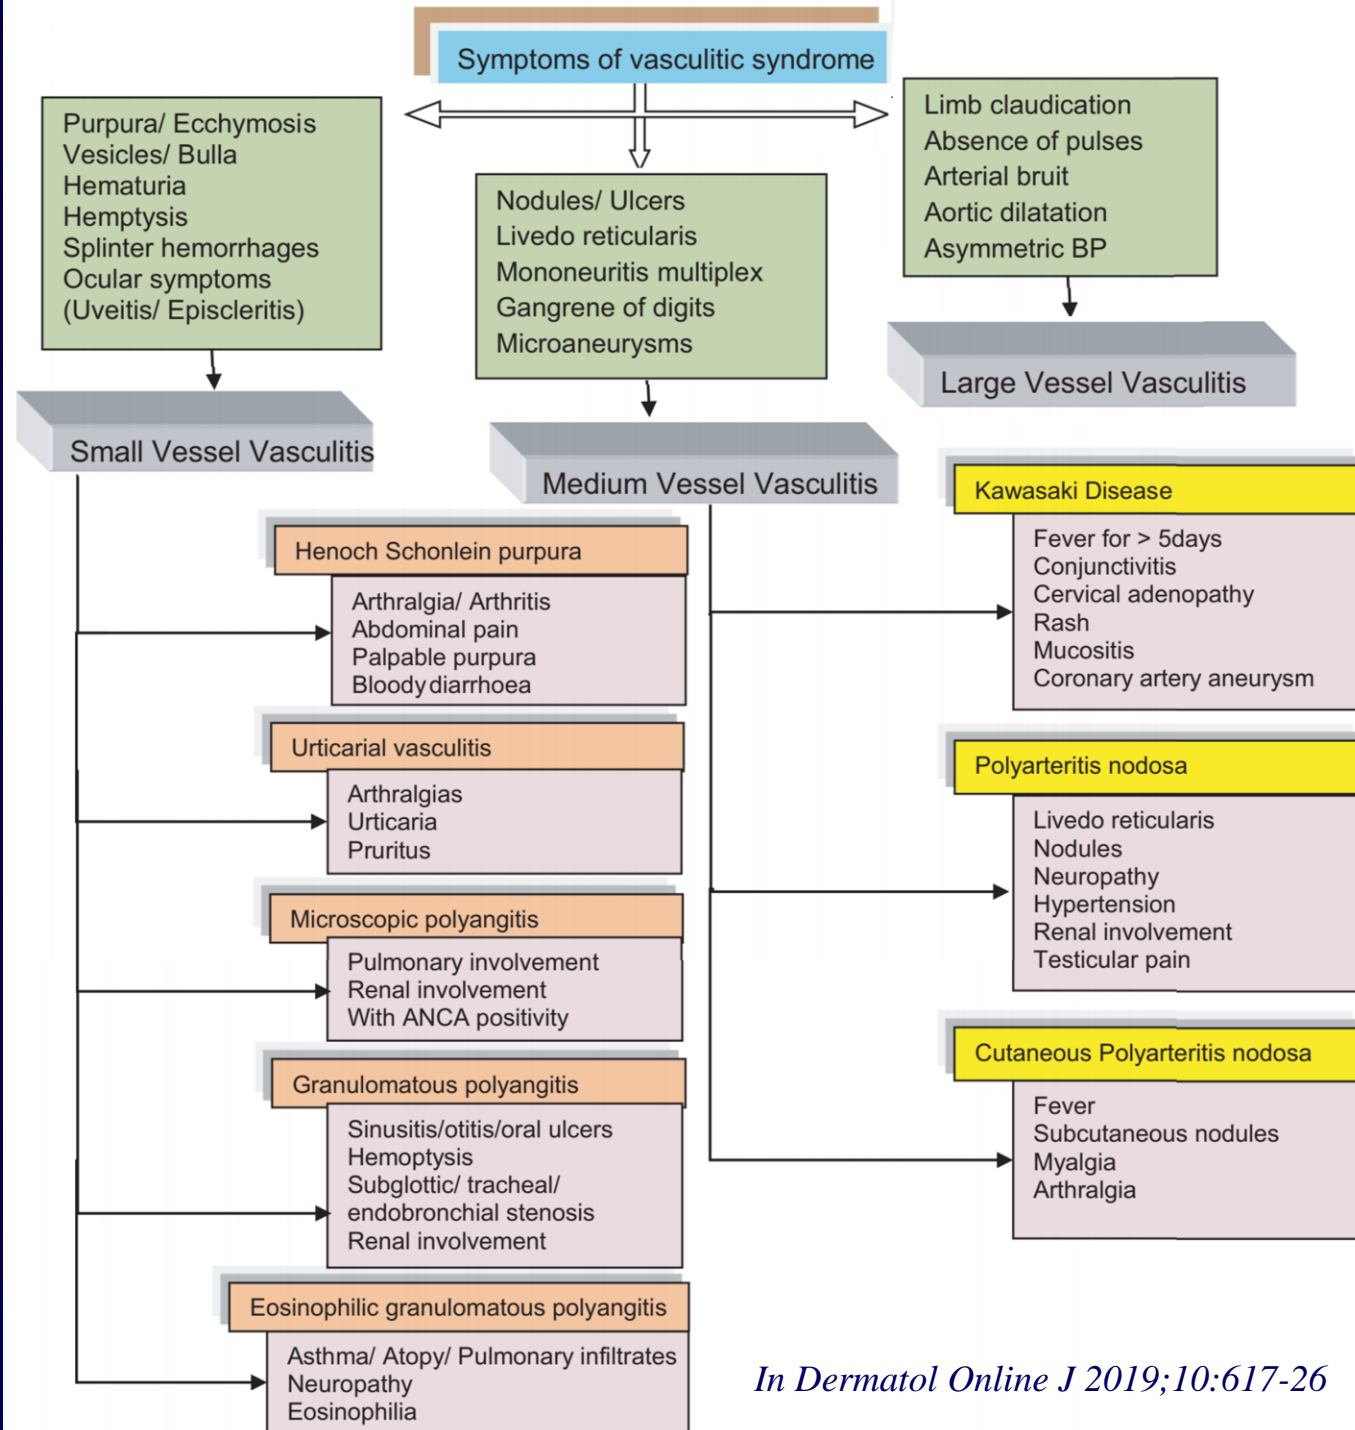 Symptoms of vasculitic syndrome
Purpura/ Ecchymosis
Vesicles/ Bulla
Hematuria
Hemptysis
Splinter hemorrhages
Ocular symptoms
(Uveitis/ Episcleritis)
Nodules/ Ulcers
Livedo reticularis
Mononeuritis multiplex
Gangrene of digits
Microaneurysms
Limb claudication
Absence of pulses
Arterial bruit
Aortic dilatation
Asymmetric BP
Small Vessel Vasculitis
Medium Vessel Vasculitis
Large Vessel Vasculitis
Henoch Schonlein purpura
Arthralgia/ Arthritis
Abdominal pain
Palpable purpura
Bloody diarrhoea
Urticarial vasculitis
Arthralgias
Urticaria
Pruritus
Microscopic polyangitis
Pulmonary involvement
Renal involvement
With ANCA positivity
Granulomatous polyangitis
Sinusitis/otitis/oral ulcers
Hemoptysis
Subglottic/ tracheal/
endobronchial stenosis
Renal involvement
Eosinophilic granulomatous polyangitis
Asthma/ Atopy/ Pulmonary infiltrates
Neuropathy
Eosinophilia
Kawasaki Disease
Fever for > 5days
Conjunctivitis
Cervical adenopathy
Rash
Mucositis
Coronary artery aneurysm
Polyarteritis nodosa
Livedo reticularis
Nodules
Neuropathy
Hypertension
Renal involvement
Testicular pain
Cutaneous Polyarteritis nodosa
Fever
Subcutaneous nodules
Myalgia
Arthralgia
In Dermatol Online J 2019;10:617-26